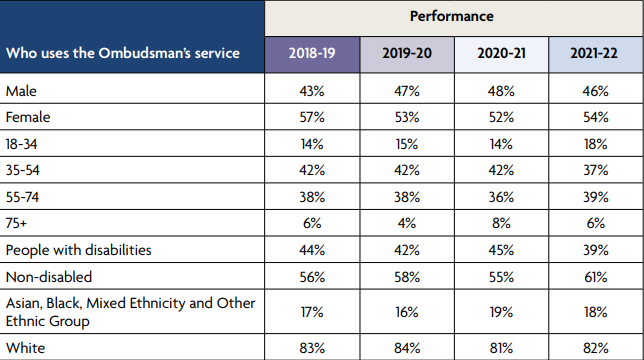 Performance
Who uses the Ombudsman's service 2018-19 2019-20 2020-21 2021-22
Male 43% 47% 48% 46%
Female 57% 53% 52% 54%
18-34 14% 15% 14% 18%
35-54 42% 42% 42% 37%
55-74 38% 38% 36% 39%
75+ 6% 4% 8% 6%
People with disabilities 44% 42% 45% 39%
Non-disabled 56% 58% 55% 61%
Asian, Black, Mixed Ethnicity and Other
Ethnic Group 17% 16% 19% 18%
White 83% 84% 81% 82%